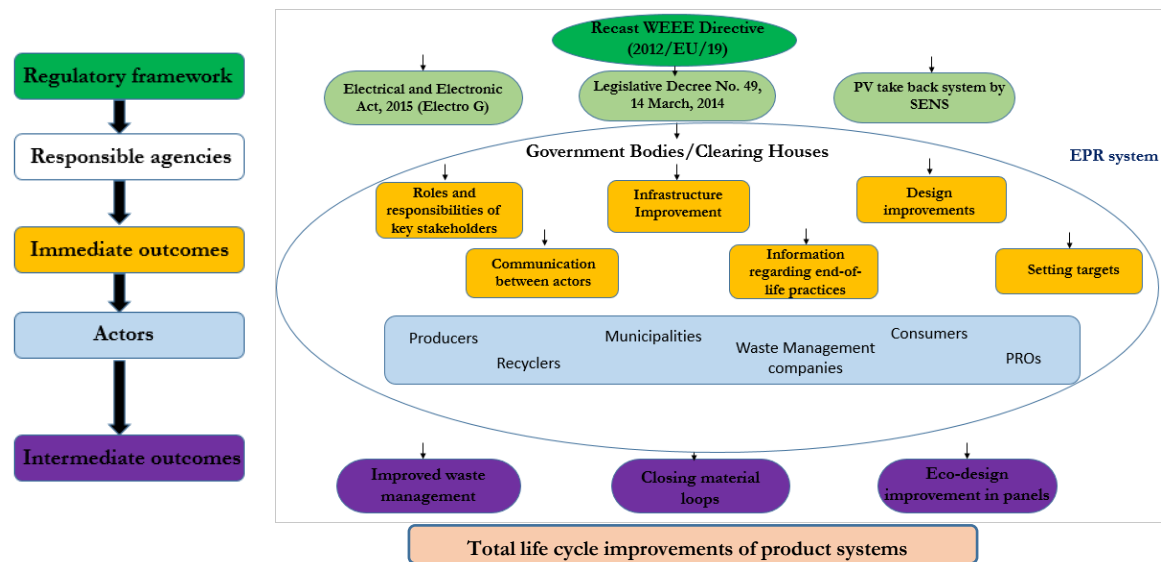 Regulatory framework
Responsible agencies
Immediate outcomes
Actors
Intermediate outcomes
Recast WEEE Directive
(2012/EU/19)
Electrical and Electronic
Act, 2015 (Electro G)
Legislative Decree No. 49,
14 March, 2014
PV take back system by
SENS
Government Bodies/Clearing Houses
EPR system
Roles and
responsibilities of
key stakeholders
Infrastructure
Improvement
Design
improvements
Communication
between actors
Information
regarding end-of-
life practices
Setting targets
Producers
Recyclers
Municipalities
Waste Management
companies
Consumers
PROs
Improved waste
management
Closing material
loops
Eco-design
improvement in panels
Total life cycle improvements of product systems